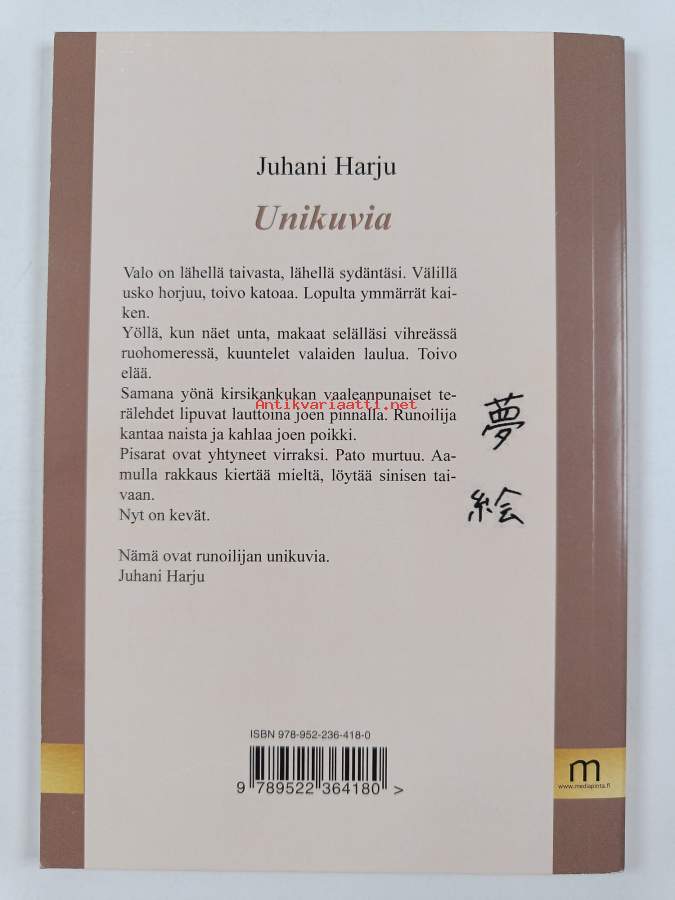 Juhani Harju
Unikuvia
Valo on lähellä taivasta, lähellä sydäntäsi. Välillä
usko horjuu, toivo katoaa. Lopulta ymmärrät kai-
ken.
Yöllä, kun näet unta, makaat selälläsi vihreässä
ruohomeressä, kuuntelet valaiden laulua. Toivo
elää.
Samana yönä kirsikankukan vaaleanpunaiset te-
rälehdet lipuvat lauttoina joen pinnalla. Runoilija
kantaa naista ja kahlaa joen poikki.
Pisarat ovat yhtyneet virraksi. Pato murtuu. Aa-
mulla rakkaus kiertää mieltä, löytää sinisen tai-
vaan.
Nyt on kevät.
Nämä ovat runoilijan unikuvia.
Juhani Harju
Antikvariaatti.net
夢
絵
ISBN 978-952-236-418-0
9 789522 364180 >
m
www.mediapinta.fi